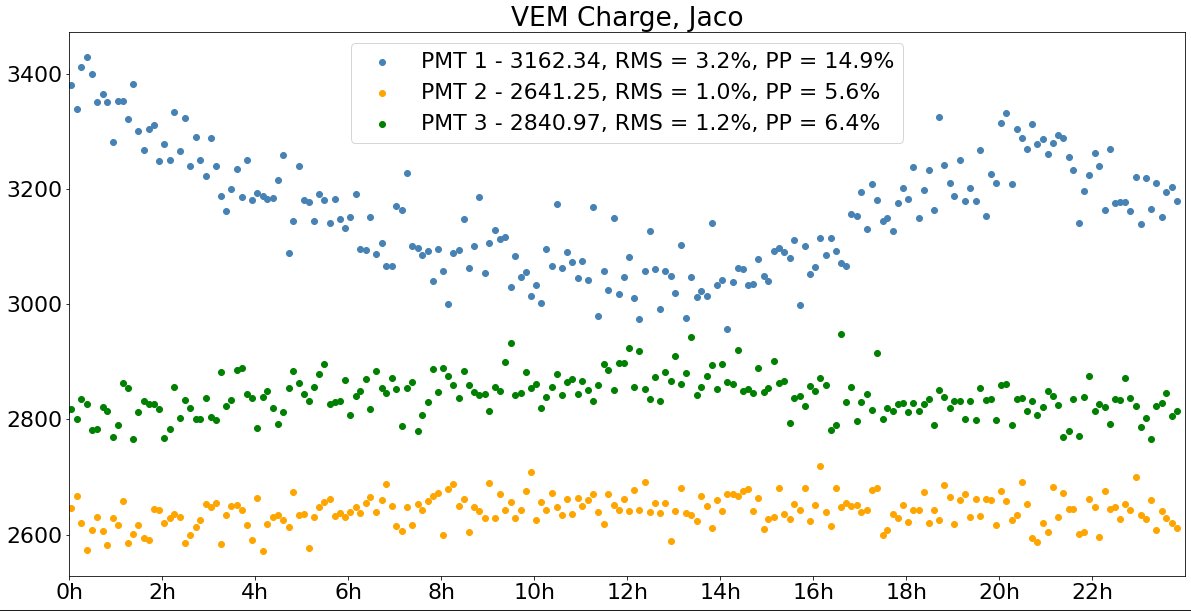 VEM Charge, Jaco
PMT 1 - 3162.34, RMS = 3.2%, PP = 14.9%
PMT 2 - 2641.25, RMS = 1.0%, PP = 5.6%
PMT 3 - 2840.97, RMS = 1.2%, PP = 6.4%
3400
3200
3000
2800
2600
0h 2h 4h 6h 8h 10h 12h 14h 16h 18h 20h 22h